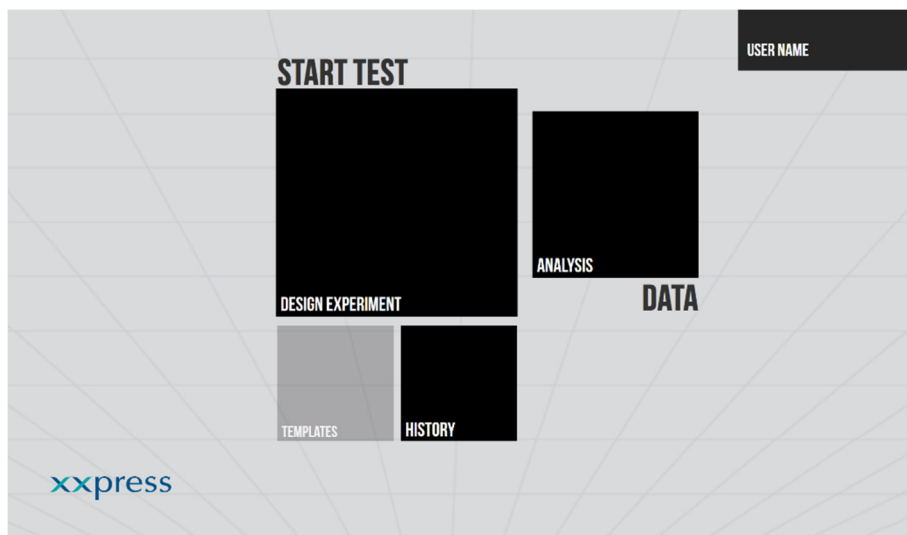 USER NAME
START TEST
DESIGN EXPERIMENT
ANALYSIS
DATA
TEMPLATES
HISTORY
xxpress